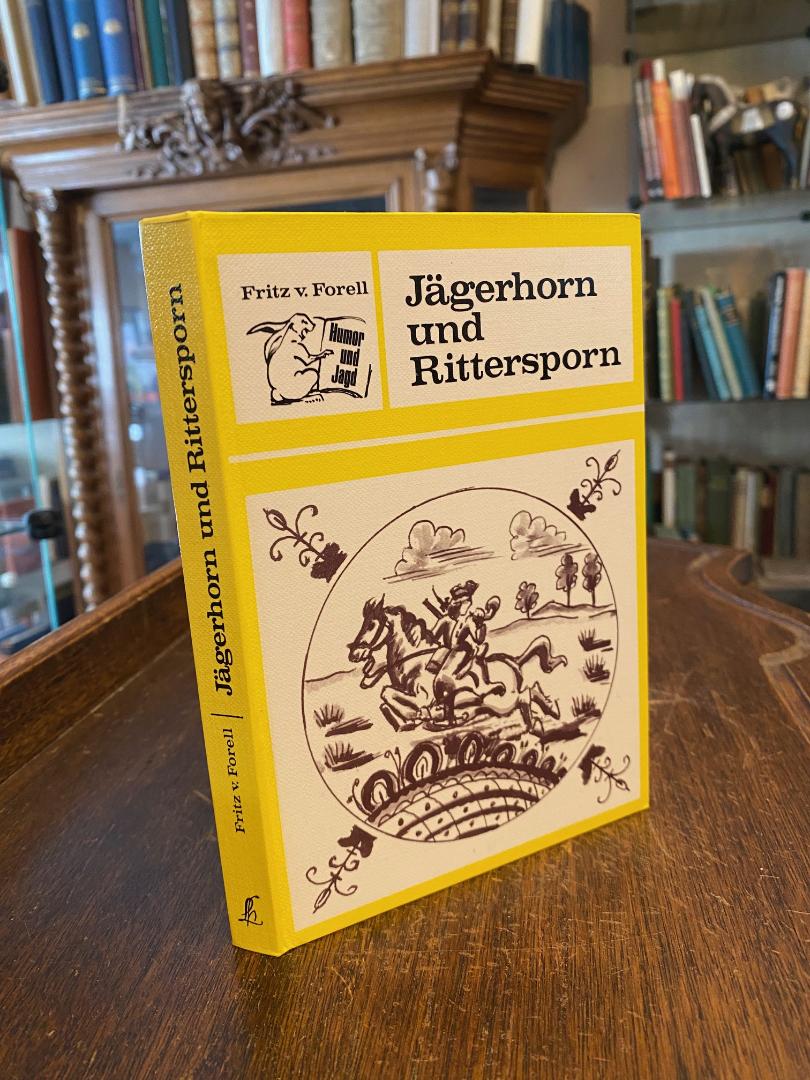 Fritz v. Forell
Humor
und
Jagd
Jägerhorn
und
Rittersporn
Fritz v. Forell | Jägerhorn und Rittersporn